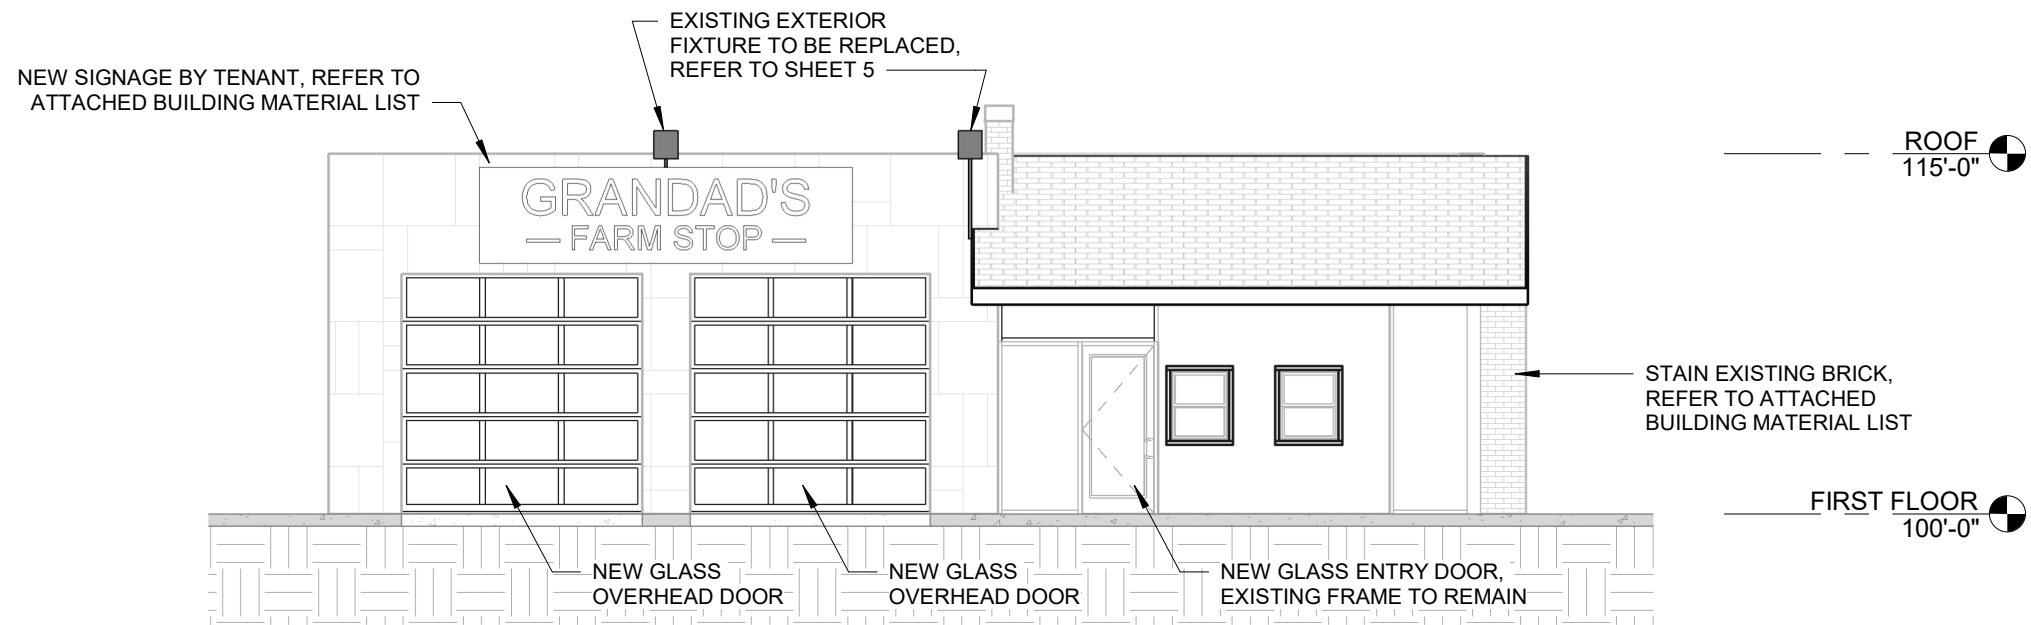 EXISTING EXTERIOR
FIXTURE TO BE REPLACED,
REFER TO SHEET 5
NEW SIGNAGE BY TENANT, REFER TO
ATTACHED BUILDING MATERIAL LIST
ROOF
115'-0"
GRANDAD'S
— FARM STOP —
STAIN EXISTING BRICK,
REFER TO ATTACHED
BUILDING MATERIAL LIST
FIRST FLOOR
100'-0"
NEW GLASS
OVERHEAD DOOR
NEW GLASS
OVERHEAD DOOR
NEW GLASS ENTRY DOOR,
EXISTING FRAME TO REMAIN